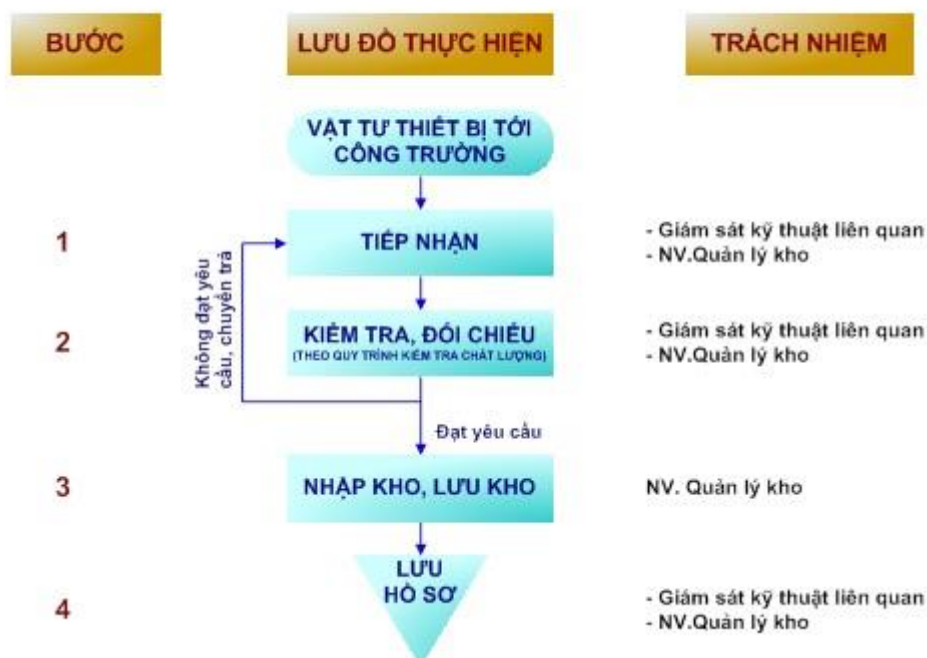 BƯỚC
LƯU ĐỒ THỰC HIỆN
TRÁCH NHIỆM
VẬT TƯ THIẾT BỊ TỚI
CÔNG TRƯỜNG
1
TIẾP NHẬN
- Giám sát kỹ thuật liên quan
- NV.Quản lý kho
Không đạt yêu
cầu, chuyển trả
2
KIỂM TRA, ĐỐI CHIẾU
(THEO QUY TRÌNH KIỂM TRA CHẤT LƯỢNG)
- Giám sát kỹ thuật liên quan
- NV.Quản lý kho
Đạt yêu cầu
3
NHẬP KHO, LƯU KHO
NV. Quản lý kho
LƯU
HỒ SƠ
4
- Giám sát kỹ thuật liên quan
- NV.Quản lý kho